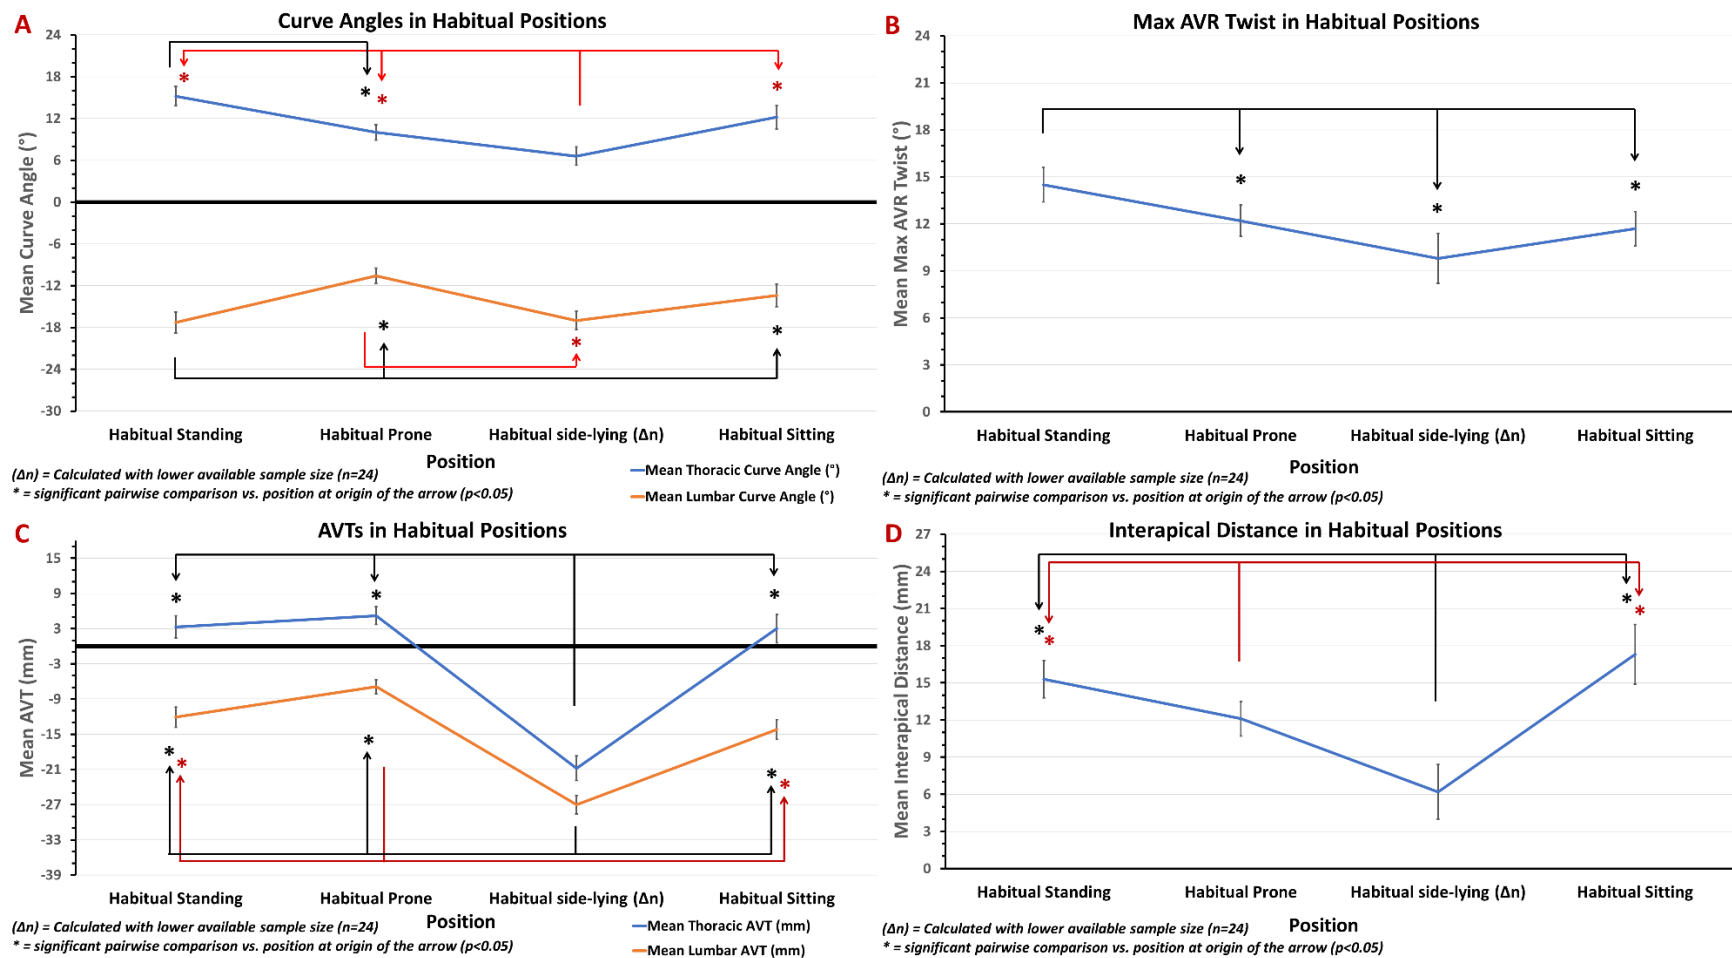 A
Curve Angles in Habitual Positions
24
18
12
6
0
-6
-12
-18
-24
-30
Mean Curve Angle (°)
*
*
*
*
*
*
*
Habitual Standing
Habitual Prone
Habitual side-lying (Δn)
Habitual Sitting
Position
(Δn) = Calculated with lower available sample size (n=24)
* = significant pairwise comparison vs. position at origin of the arrow (p<0.05)
Mean Thoracic Curve Angle (°)
Mean Lumbar Curve Angle (°)
B
Max AVR Twist in Habitual Positions
24
21
18
15
12
9
6
3
0
Mean Max AVR Twist (°)
*
*
*
Habitual Standing
Habitual Prone
Habitual side-lying (Δn)
Habitual Sitting
Position
(Δn) = Calculated with lower available sample size (n=24)
* = significant pairwise comparison vs. position at origin of the arrow (p<0.05)
C
AVTs in Habitual Positions
15
9
3
-3
-9
-15
-21
-27
-33
-39
Mean AVT (mm)
*
*
*
*
*
*
*
*
Habitual Standing
Habitual Prone
Habitual side-lying (Δn)
Habitual Sitting
Position
(Δn) = Calculated with lower available sample size (n=24)
* = significant pairwise comparison vs. position at origin of the arrow (p<0.05)
Mean Thoracic AVT (mm)
Mean Lumbar AVT (mm)
D
Interapical Distance in Habitual Positions
27
24
21
18
15
12
9
6
3
0
Mean Interapical Distance (mm)
*
*
*
*
Habitual Standing
Habitual Prone
Habitual side-lying (Δn)
Habitual Sitting
Position
(Δn) = Calculated with lower available sample size (n=24)
* = significant pairwise comparison vs. position at origin of the arrow (p<0.05)